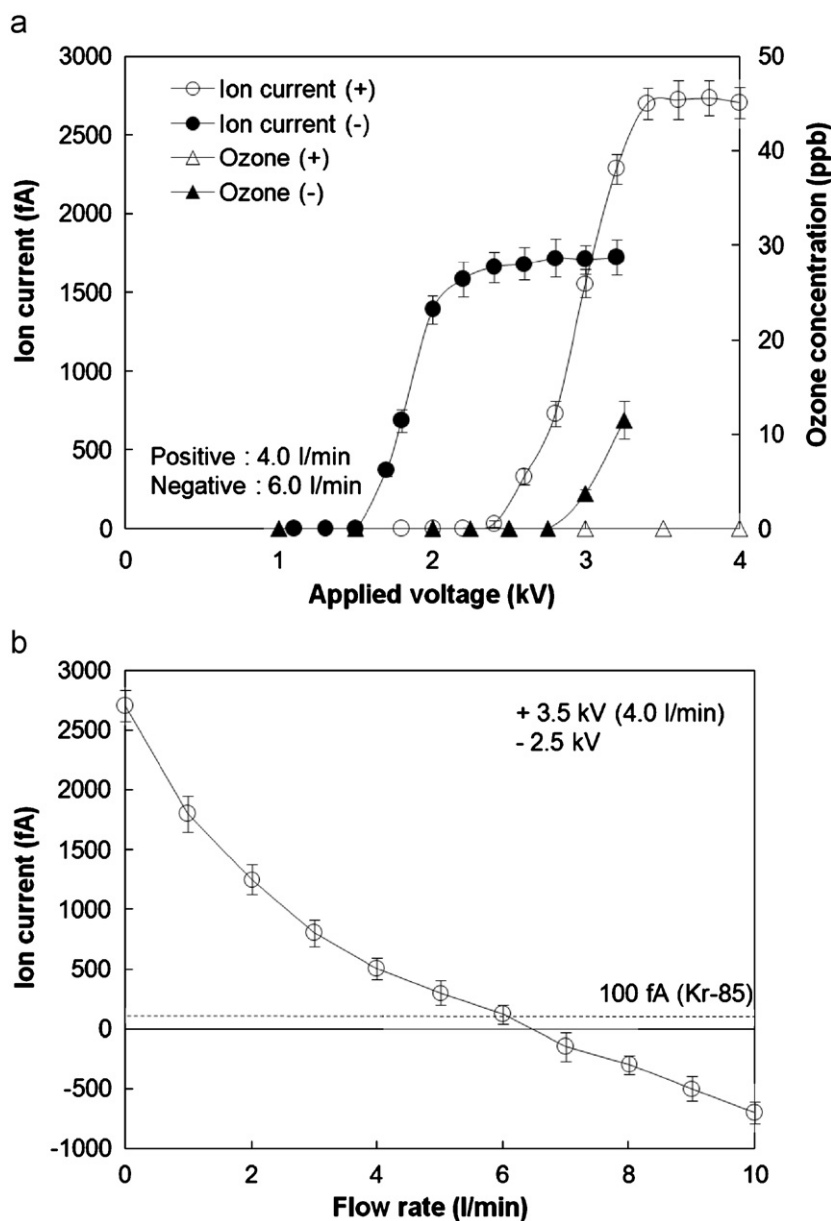 a
3000
2500
2000
1500
1000
500
0
Ion current (fA)
Ion current (+)
Ion current (-)
Ozone (+)
Ozone (-)
Positive : 4.0 l/min
Negative : 6.0 l/min
50
40
30
20
10
0
Ozone concentration (ppb)
0 1 2 3 4
Applied voltage (kV)
b
3000
2500
2000
1500
1000
500
0
-500
-1000
Ion current (fA)
+ 3.5 kV (4.0 l/min)
- 2.5 kV
100 fA (Kr-85)
0 2 4 6 8 10
Flow rate (l/min)